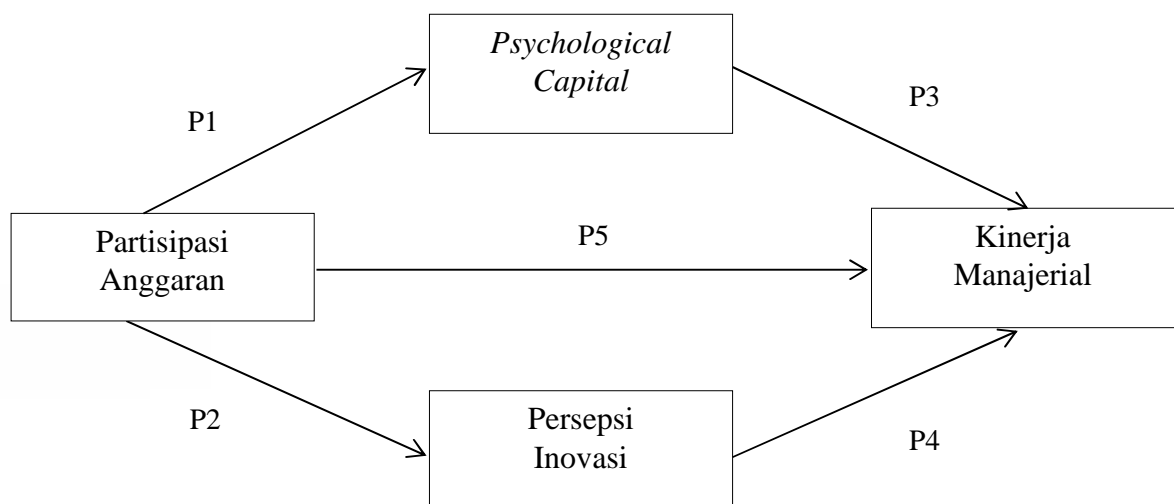 Psychological
Capital
P1
P3
Partisipasi
Anggaran
P5
Kinerja
Manajerial
P2
Persepsi
Inovasi
P4